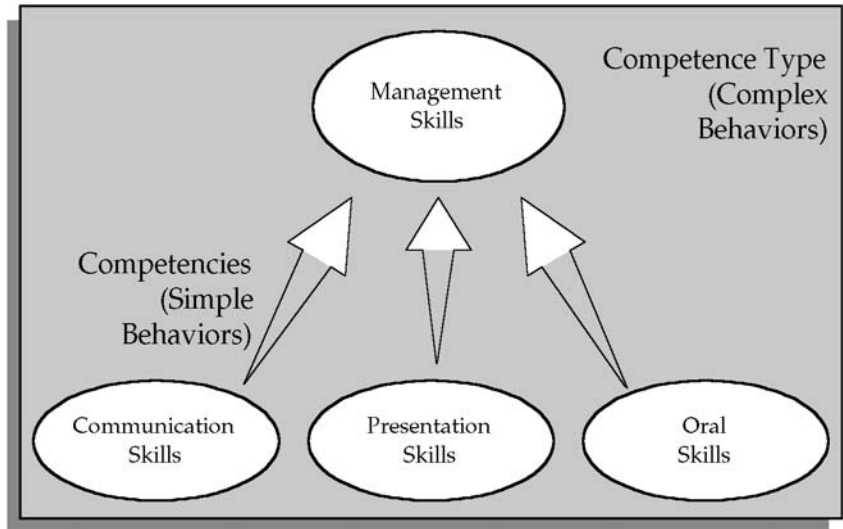 Management
Skills
Competence Type
(Complex
Behaviors)
Competencies
(Simple
Behaviors)
Communication
Skills
Presentation
Skills
Oral
Skills